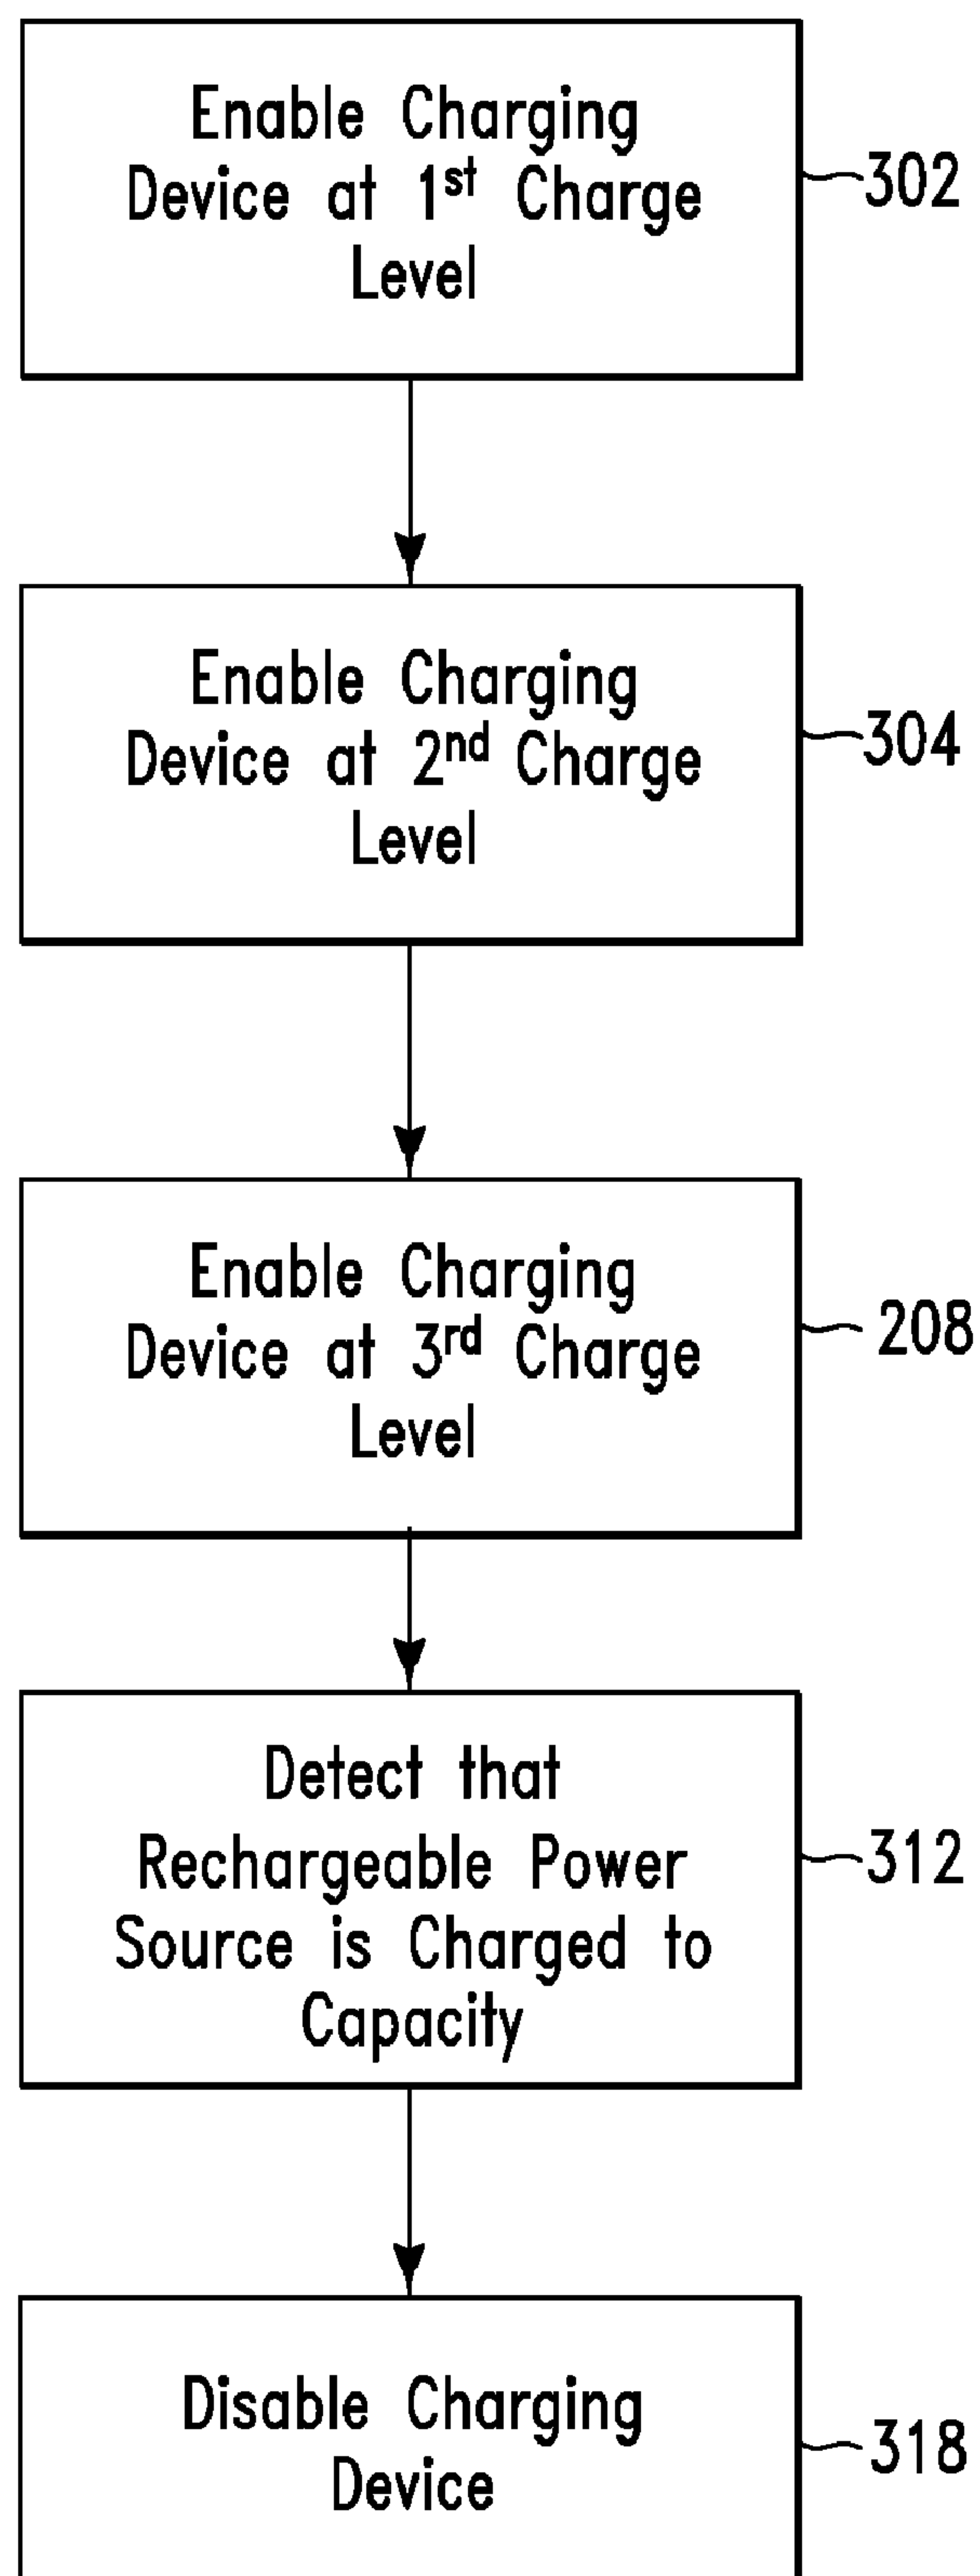 Enable Charging
Device at 1st Charge
Level
302
Enable Charging
Device at 2nd Charge
Level
304
Enable Charging
Device at 3rd Charge
Level
208
Detect that
Rechargeable Power
Source is Charged to
Capacity
312
Disable Charging
Device
318